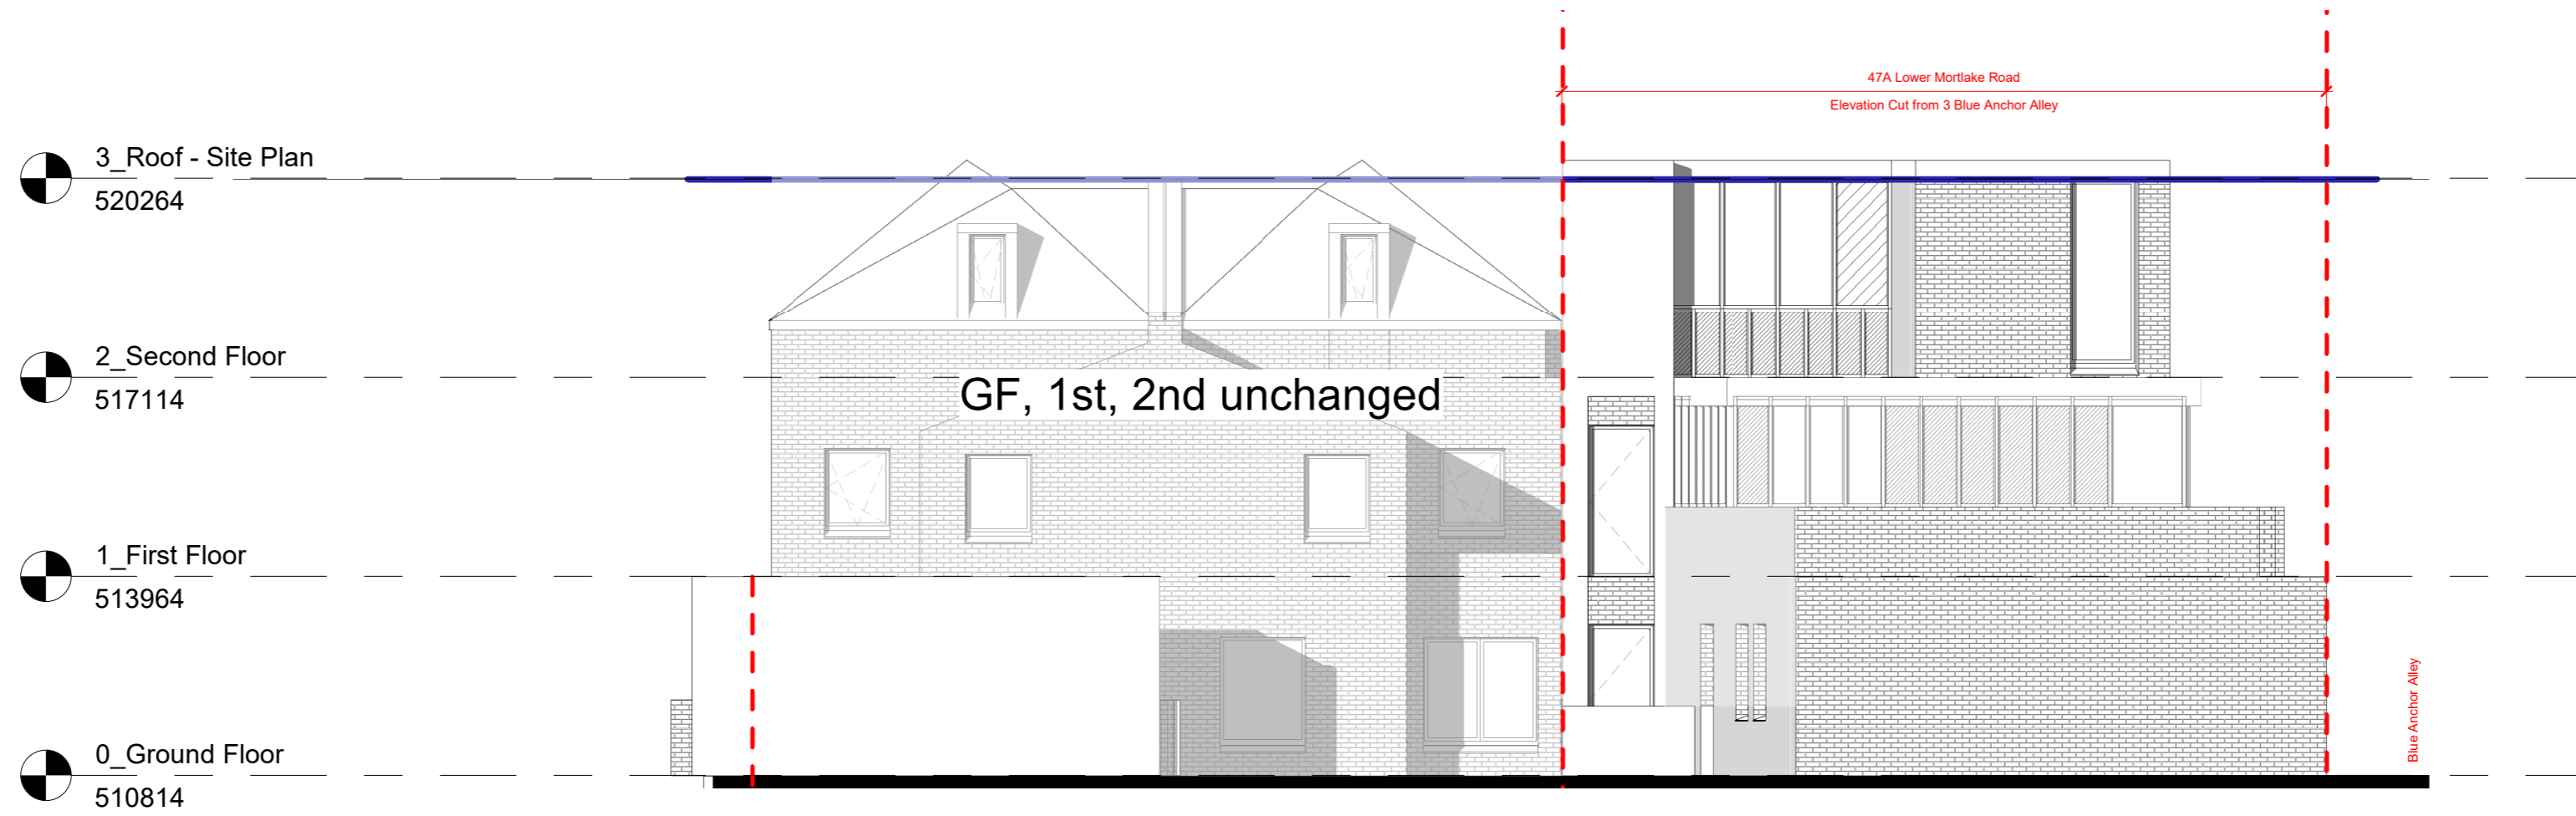 47A Lower Mortlake Road
Elevation Cut from 3 Blue Anchor Alley
3_Roof - Site Plan
520264
2_Second Floor
517114
GF, 1st, 2nd unchanged
1_First Floor
513964
Blue Anchor Alley
0_Ground Floor
510814